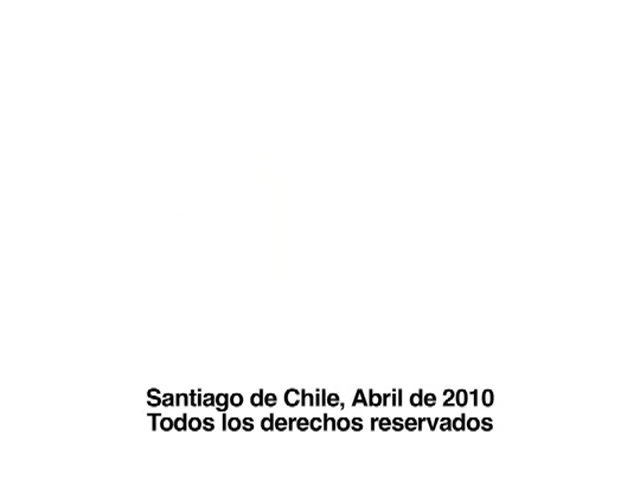 Santiago de Chile, Abril de 2010
Todos los derechos reservados